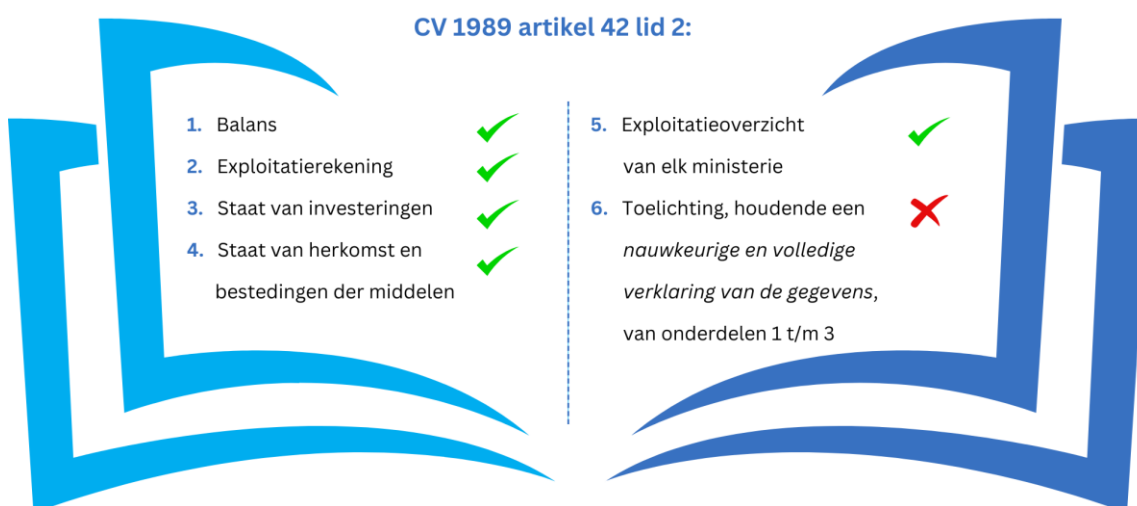 CV 1989 artikel 42 lid 2:
1. Balans
2. Exploitatierekening
3. Staat van investeringen
4. Staat van herkomst en
bestedingen der middelen
5. Exploitatieoverzicht
van elk ministerie
6. Toelichting, houdende een
nauwkeurige en volledige
verklaring van de gegevens,
van onderdelen 1 t/m 3